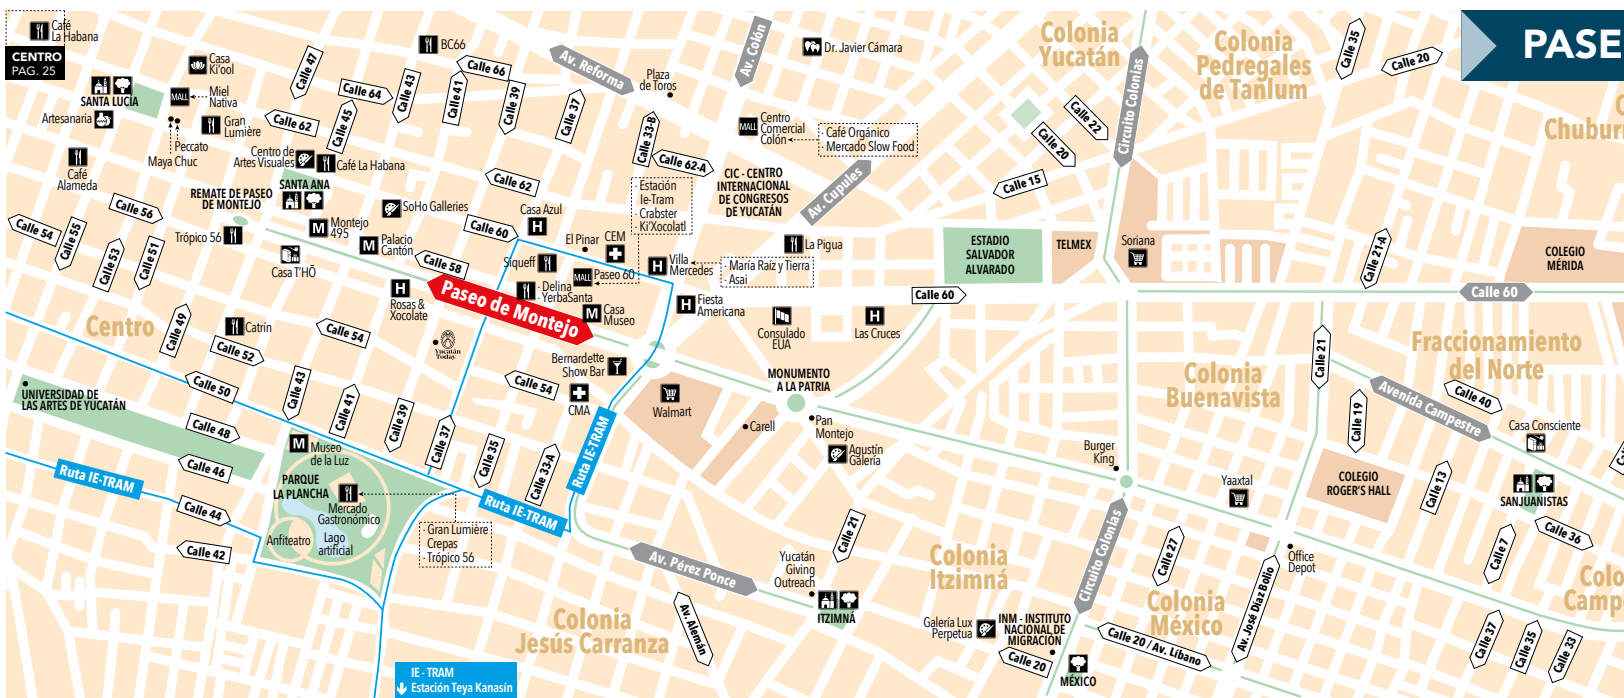 Café
La Habana
CENTRO
PAG. 25
Casa
Ki'ool
SANTA LUCÍA
MALL
Miel
Nativa
Artesanaria
Gran
Lumière
Peccato
Maya Chuc
Café
Alameda
Calle 47
BC66
Calle 66
Calle 64
Calle 43
Calle 41
Calle 39
Calle 37
Calle 62
Calle 45
Centro de
Artes Visuales
Café La Habana
SANTA ANA
REMATE DE PASEO
DE MONTEJO
Av. Reforma
Plaza
de Toros
Av. Colón
Dr. Javier Cámara
Calle 33-B
Calle 62-A
MALL
Centro
Comercial
Colón
· Café Orgánico
· Mercado Slow Food
CIC - CENTRO
INTERNACIONAL
DE CONGRESOS
DE YUCATÁN
Av. Cupules
Colonia
Yucatán
Circuito Colonias
Calle 22
Calle 20
Calle 15
Colonia
Pedregales
de Tanlum
Calle 35
Calle 20
PASE
Chubur
Calle 56
Calle 54
Calle 55
Calle 53
Calle 51
Trópico 56
Casa T'HŌ
M
Montejo
495
M
Palacio
Cantón
SoHo Galleries
Calle 62
Calle 60
Calle 58
Casa Azul
H
El Pinar
CEM
· Estación
Ie-Tram
· Crabster
· Ki'Xocolatl
Siqueff
MALL
Paseo 60
· Delina
· YerbaSanta
M
Casa
Museo
H
Villa
Mercedes
La Pigua
· María Raíz y Tierra
· Asai
H
Fiesta
Americana
Consulado
EUA
H
Las Cruces
Calle 60
ESTADIO
SALVADOR
ALVARADO
TELMEX
Soriana
Calle 21-A
COLEGIO
MÉRIDA
Calle 60
H
Rosas &
Xocolate
Paseo de Montejo
Yucatán
Today
Centro
Calle 49
Catrín
Calle 52
Calle 54
Calle 50
UNIVERSIDAD DE
LAS ARTES DE YUCATÁN
Calle 48
Calle 46
Calle 43
Calle 41
Calle 39
Calle 37
Calle 35
Calle 33-A
Calle 54
Bernardette
Show Bar
CMA
Walmart
Carell
MONUMENTO
A LA PATRIA
Pan
Montejo
Agustín
Galería
Colonia
Buenavista
Calle 21
Fraccionamiento
del Norte
Avenida Campestre
Calle 40
Calle 19
Casa Consciente
COLEGIO
ROGER'S HALL
Calle 13
SANJUANISTAS
Burger
King
Yaaxtal
Office
Depot
Calle 36
Calle 7
Ruta IE-TRAM
Calle 44
Calle 42
M
Museo
de la Luz
PARQUE
LA PLANCHA
Mercado
Gastronómico
Anfiteatro
Lago
artificial
Ruta IE-TRAM
Ruta IE-TRAM
· Gran Lumière
Crepas
· Trópico 56
Av. Pérez Ponce
Yucatán
Giving
Outreach
Calle 21
ITZIMNÁ
Colonia
Itzimná
Circuito Colonias
Calle 27
Colonia
México
Av. José Díaz Bolio
Colonia
Jesús Carranza
Av. Alemán
Galería Lux
Perpetua
INM - INSTITUTO
NACIONAL DE
MIGRACIÓN
Calle 20
Calle 20 / Av. Líbano
MÉXICO
Calle 37
Calle 35
Calle 33
Colo
Camp
IE - TRAM
Estación Teya Kanasín